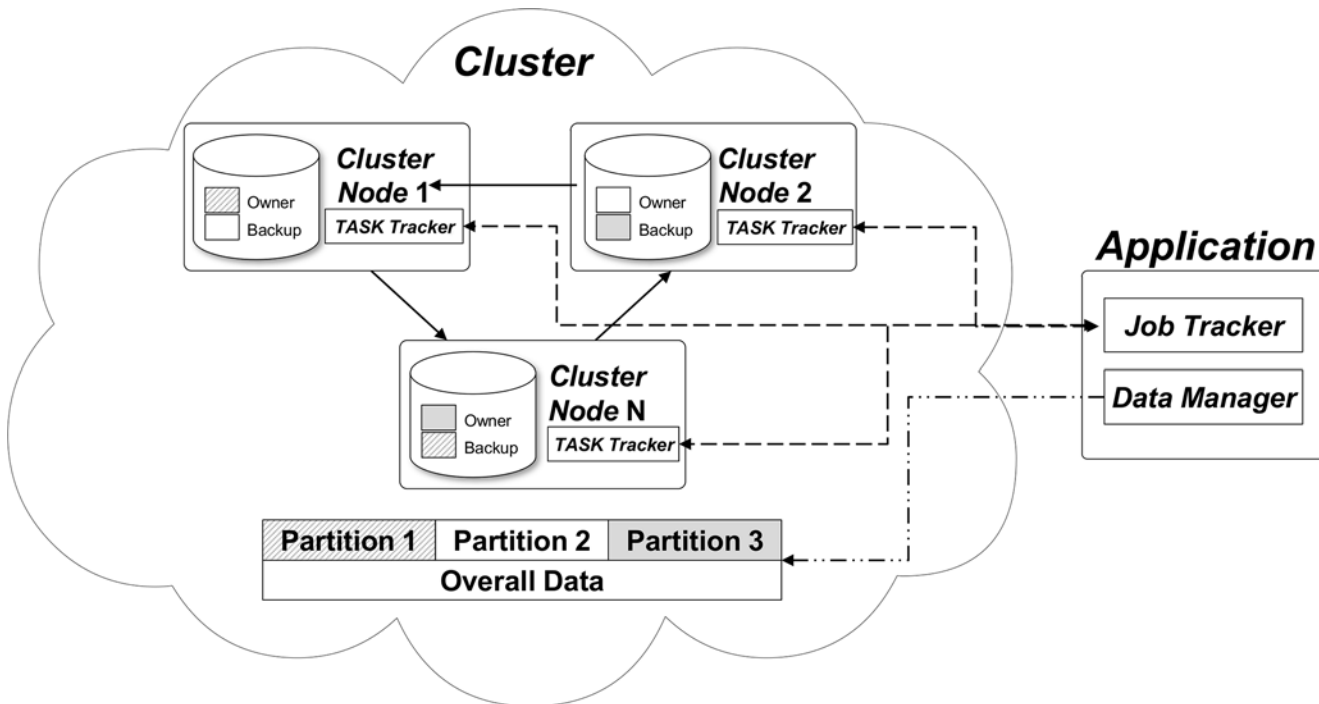 Cluster
Cluster
Node 1
Owner
Backup
TASK Tracker
Cluster
Node 2
Owner
Backup
TASK Tracker
Application
Job Tracker
Data Manager
Cluster
Node N
Owner
Backup
TASK Tracker
Partition 1 Partition 2 Partition 3
Overall Data